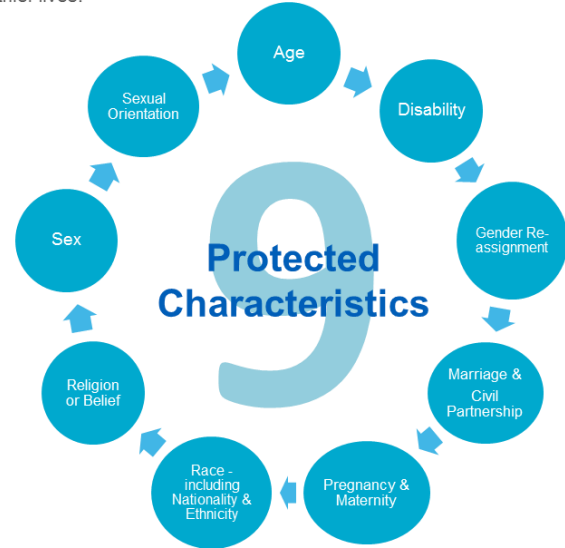 lives.
Age
Disability
Gender Re-
assignment
Marriage &
Civil
Partnership
Pregnancy &
Maternity
Race -
including
Nationality &
Ethnicity
Religion
or Belief
Sex
Sexual
Orientation
9
Protected
Characteristics